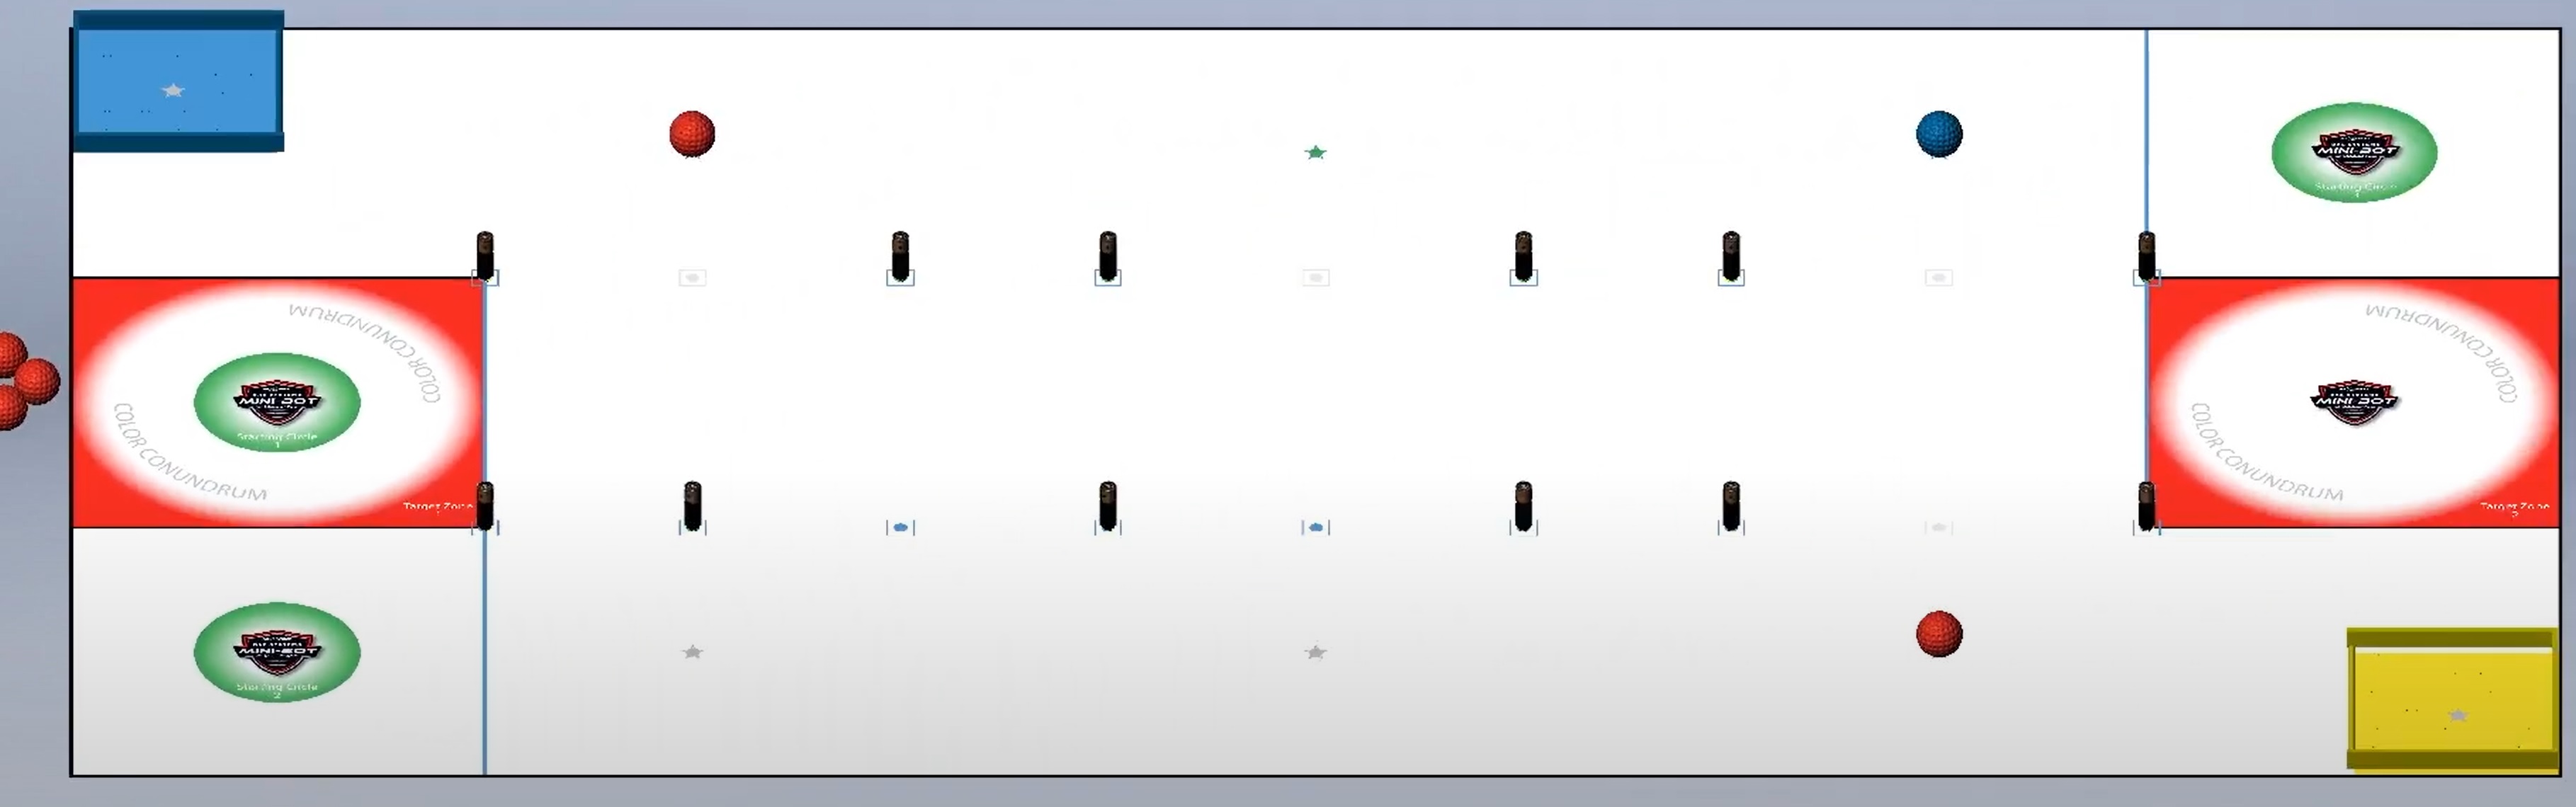 MINI-BOT
Starting Circle
1
COLOR CONUNDRUM
COLOR CONUNDRUM
MINI-BOT
Starting Circle
1
COLOR CONUNDRUM
COLOR CONUNDRUM
MINI-BOT
Target Zone
Target Zone
2
MINI-BOT
Starting Circle
2